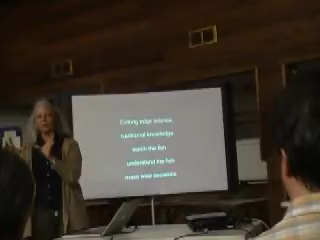 Cutting edge science,
traditional knowledge
watch the fish
understand the fish
make wise decisions